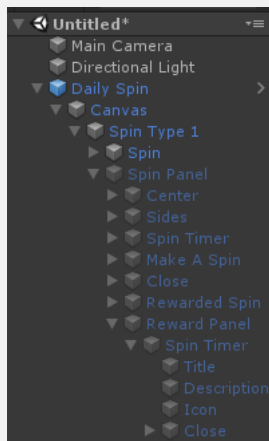 Untitled*
Main Camera
Directional Light
Daily Spin
Canvas
Spin Type 1
Spin
Spin Panel
Center
Sides
Spin Timer
Make A Spin
Close
Rewarded Spin
Reward Panel
Spin Timer
Title
Description
Icon
Close